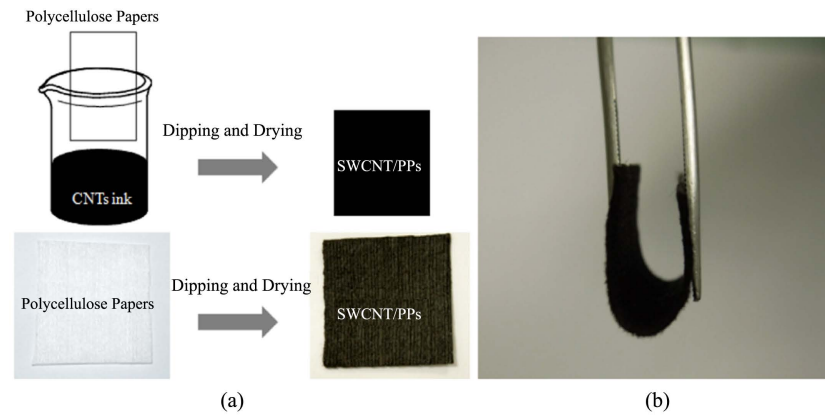 Polycellulose Papers
Dipping and Drying
SWCNT/PPs
CNTs ink
Dipping and Drying
Polycellulose Papers
SWCNT/PPs
(a)
(b)